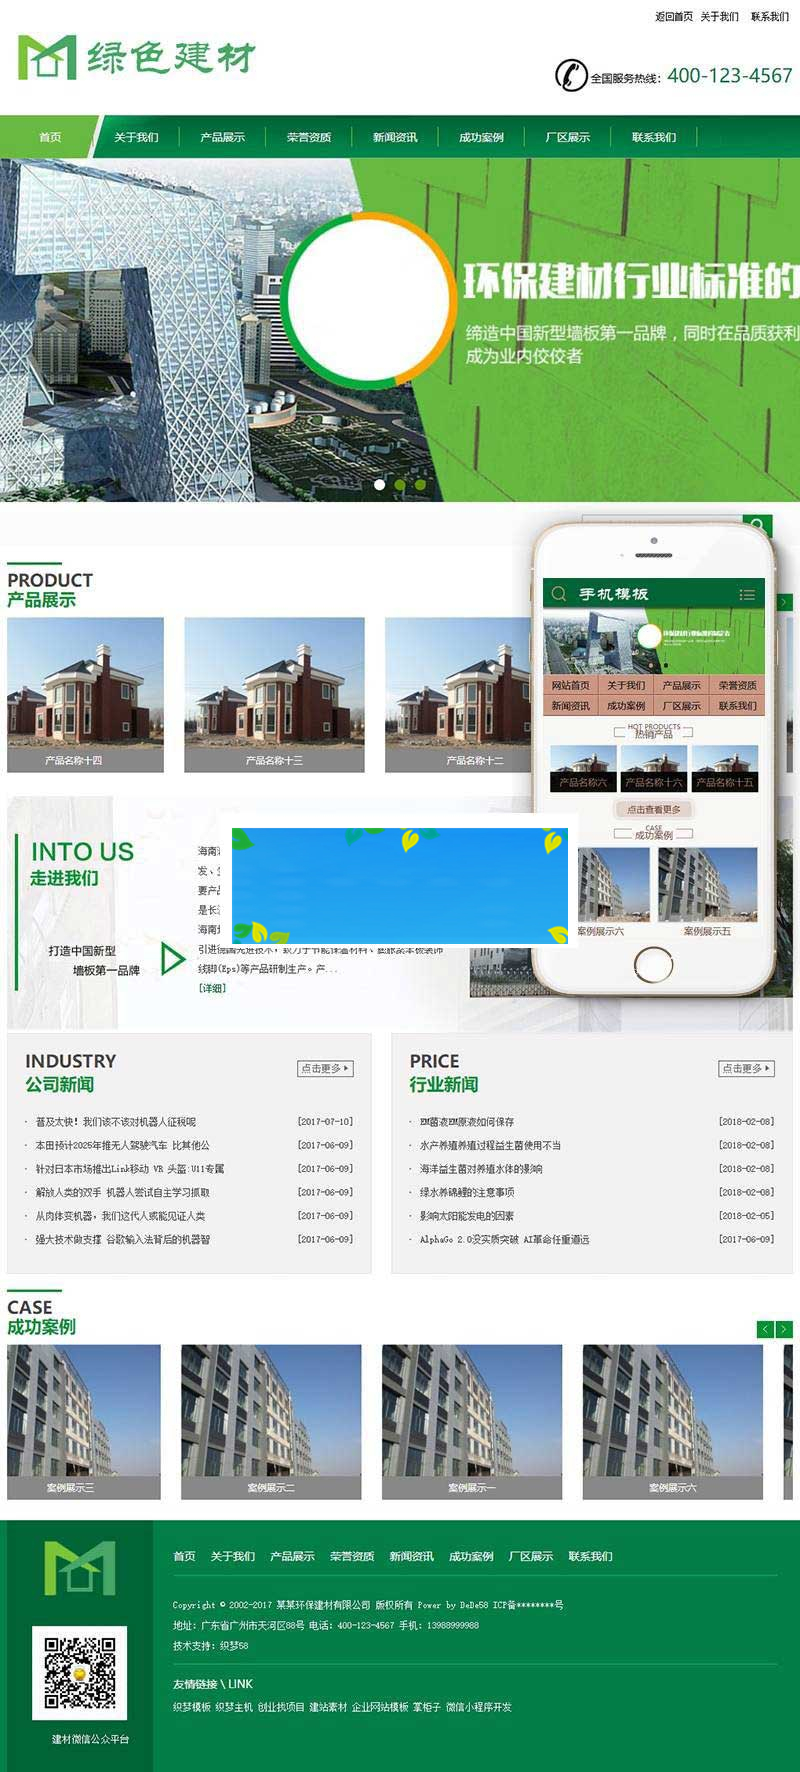 返回首页 关于我们 联系我们
绿色建材
全国服务热线: 400-123-4567
首页 关于我们 产品展示 荣誉资质 新闻资讯 成功案例 厂区展示 联系我们
环保建材行业标准的
缔造中国新型墙板第一品牌，同时在品质获利
成为业内佼佼者
PRODUCT
产品展示
产品名称十四 产品名称十三 产品名称十二
手机模板
网站首页 关于我们 产品展示 荣誉资质
新闻资讯 成功案例 厂区展示 联系我们
HOT PRODUCTS
热销产品
产品名称六 产品名称十六 产品名称十五
点击查看更多
CASE
成功案例
案例展示六 案例展示五
INTO US
走进我们
打造中国新型
墙板第一品牌
海南
发、
要产品
是长
海南
引进德国先进技术，致力于节能保温材料、
线脚(Eps)等产品研制生产。产...
[详细]
INDUSTRY
公司新闻
点击更多
· 普及太快！我们该不该对机器人征税呢 [2017-07-10]
· 本田预计2025年推无人驾驶汽车 比其他公 [2017-06-09]
· 针对日本市场推出Link移动 VR 头盔:U11专属 [2017-06-09]
· 解放人类的双手 机器人尝试自主学习抓取 [2017-06-09]
· 从肉体变机器，我们这代人或能见证人类 [2017-06-09]
· 强大技术做支撑 谷歌输入法背后的机器智 [2017-06-09]
PRICE
行业新闻
点击更多
· EM菌液EM原液如何保存 [2018-02-08]
· 水产养殖养殖过程益生菌使用不当 [2018-02-08]
· 海洋益生菌对养殖水体的影响 [2018-02-08]
· 绿水养锦鲤的注意事项 [2018-02-08]
· 影响太阳能发电的因素 [2018-02-05]
· AlphaGo 2.0没实质突破 AI革命任重道远 [2017-06-09]
CASE
成功案例
案例展示三 案例展示二 案例展示一 案例展示六
首页 关于我们 产品展示 荣誉资质 新闻资讯 成功案例 厂区展示 联系我们
Copyright © 2002-2017 某某环保建材有限公司 版权所有 Power by DeDe58 ICP备********号
地址: 广东省广州市天河区88号 电话: 400-123-4567 手机: 13988999988
技术支持: 织梦58
友情链接 \ LINK
织梦模板 织梦主机 创业找项目 建站素材 企业网站模板 掌柜子 微信小程序开发
建材微信公众平台